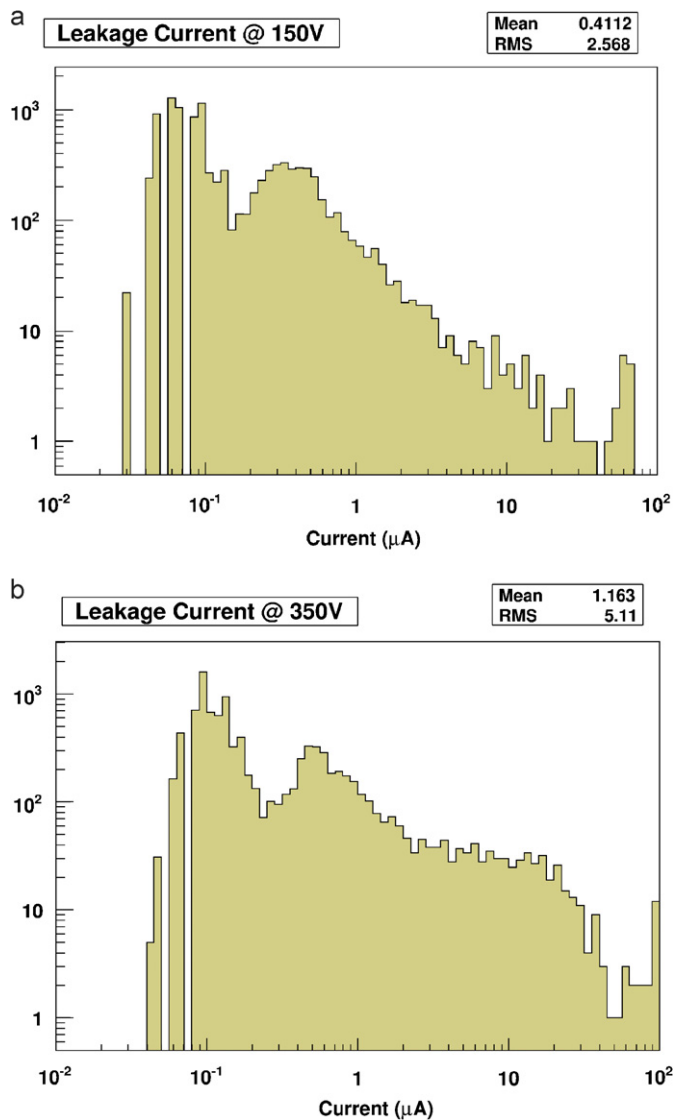 a
Leakage Current @ 150V
Mean 0.4112
RMS 2.568
10³
10²
10
1
10⁻² 10⁻¹ 1 10 10²
Current (μA)
b
Leakage Current @ 350V
Mean 1.163
RMS 5.11
10³
10²
10
1
10⁻² 10⁻¹ 1 10 10²
Current (μA)